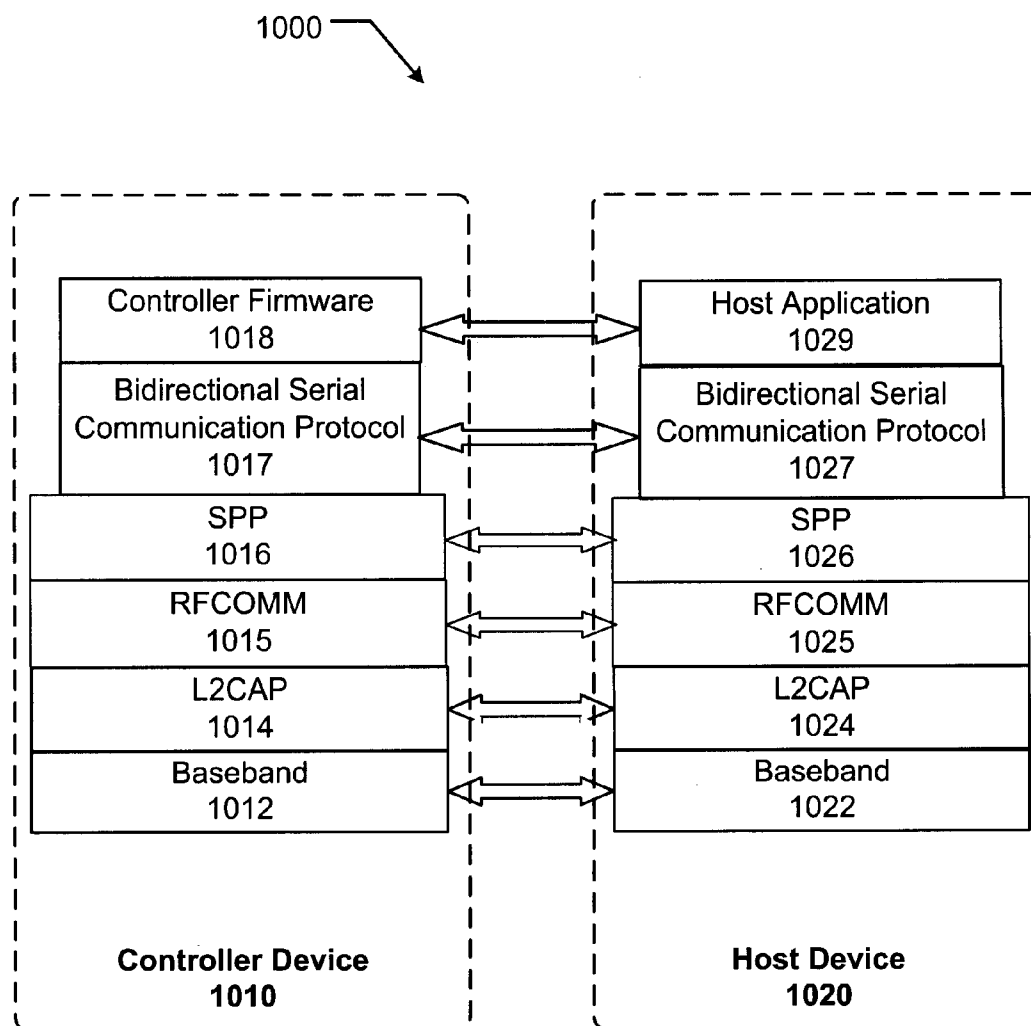 1000
Controller Firmware
1018
Bidirectional Serial
Communication Protocol
1017
SPP
1016
RFCOMM
1015
L2CAP
1014
Baseband
1012
Controller Device
1010
Host Application
1029
Bidirectional Serial
Communication Protocol
1027
SPP
1026
RFCOMM
1025
L2CAP
1024
Baseband
1022
Host Device
1020